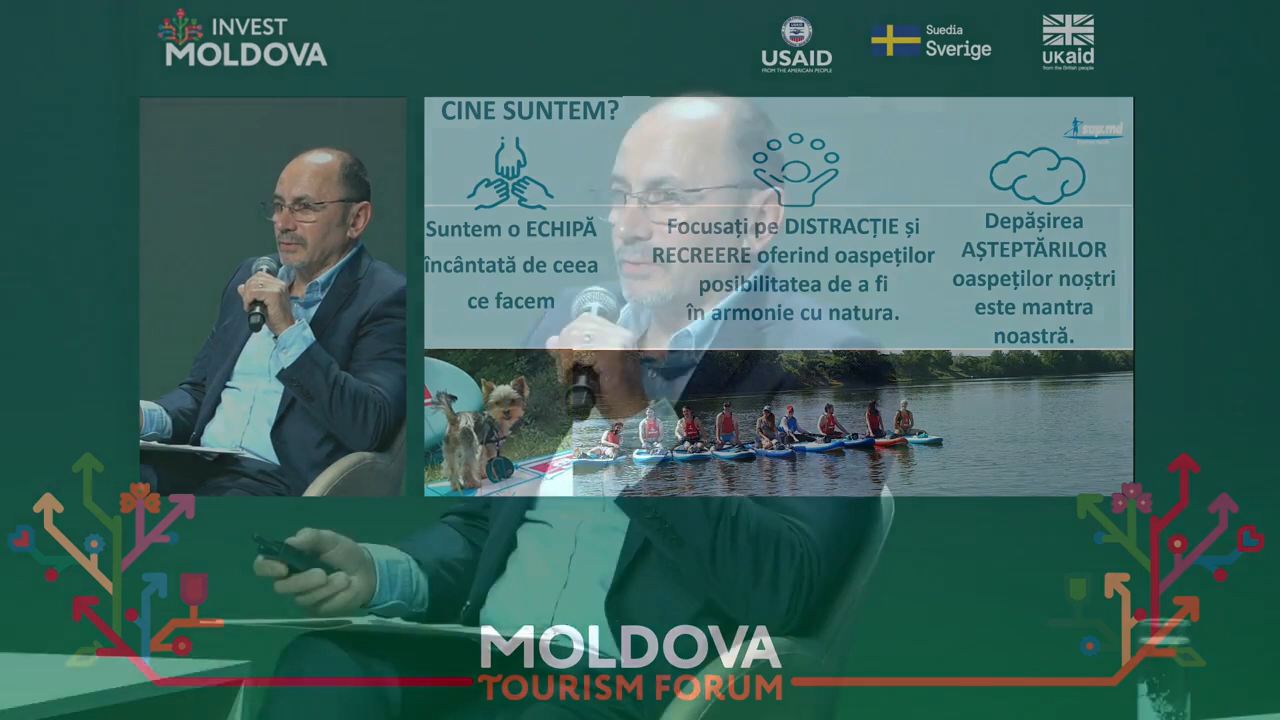 INVEST
MOLDOVA
USAID
FROM THE AMERICAN PEOPLE
Suedia
Sverige
UKaid
from the British people
CINE SUNTEM?
sup.md
Suntem o ECHIPĂ
încântată de ceea
ce facem
Focusați pe DISTRACȚIE și
RECREERE oferind oaspeților
posibilitatea de a fi
în armonie cu natura.
Depășirea
AȘTEPTĂRILOR
oaspeților noștri
este mantra
noastră.
MOLDOVA
TOURISM FORUM